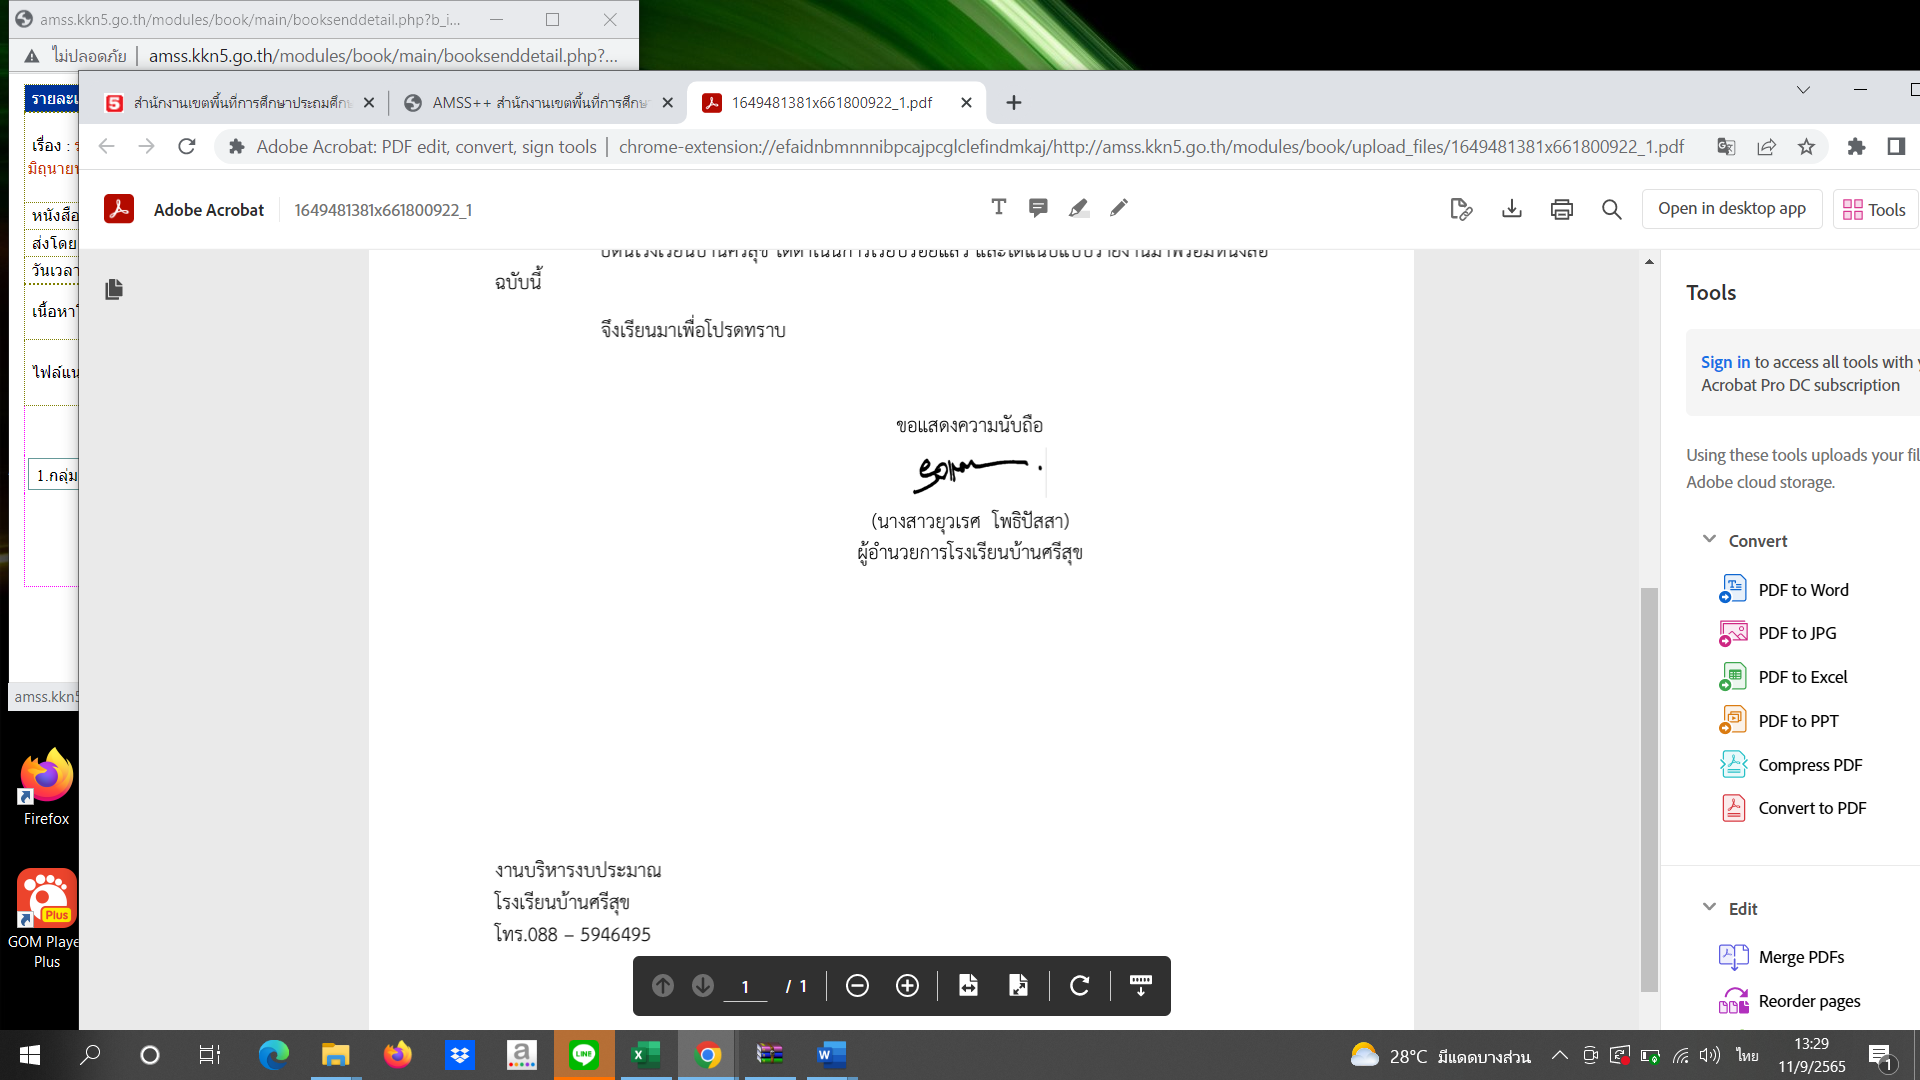 amss.kkn5.go.th/modules/book/main/booksenddetail.php?b_i...
ไม่ปลอดภัย | amss.kkn5.go.th/modules/book/main/booksenddetail.php?...
เรื่อง :
หนังสือ
ส่งโดย
วันเวลา
1.กลุ่ม
amss.kkn5
สำนักงานเขตพื้นที่การศึกษาประถมศึก
AMSS++ สำนักงานเขตพื้นที่การศึกษา
1649481381x661800922_1.pdf
Adobe Acrobat: PDF edit, convert, sign tools | chrome-extension://efaidnbmnnnibpcajpcglclefindmkaj/http://amss.kkn5.go.th/modules/book/upload_files/1649481381x661800922_1.pdf
Adobe Acrobat 1649481381x661800922_1
Open in desktop app
Tools
ฉบับนี้
จึงเรียนมาเพื่อโปรดทราบ
ขอแสดงความนับถือ
(นางสาวยุวเรศ โพธิปัสสา)
ผู้อำนวยการโรงเรียนบ้านศรีสุข
งานบริหารงบประมาณ
โรงเรียนบ้านศรีสุข
โทร.088 – 5946495
1 / 1
Tools
Sign in to access all tools with
Acrobat Pro DC subscription
Using these tools uploads your
Adobe cloud storage.
Convert
PDF to Word
PDF to JPG
PDF to Excel
PDF to PPT
Compress PDF
Convert to PDF
Edit
Merge PDFs
Reorder pages
Firefox
GOM Playe
Plus
Plus
LINE
28°C มีแดดบางส่วน
ไทย
13:29
11/9/2565
1